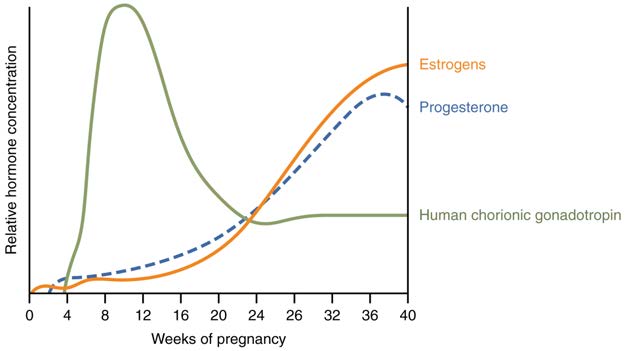 Relative hormone concentration
Estrogens
Progesterone
Human chorionic gonadotropin
0 4 8 12 16 20 24 26 28 32 36 40
Weeks of pregnancy